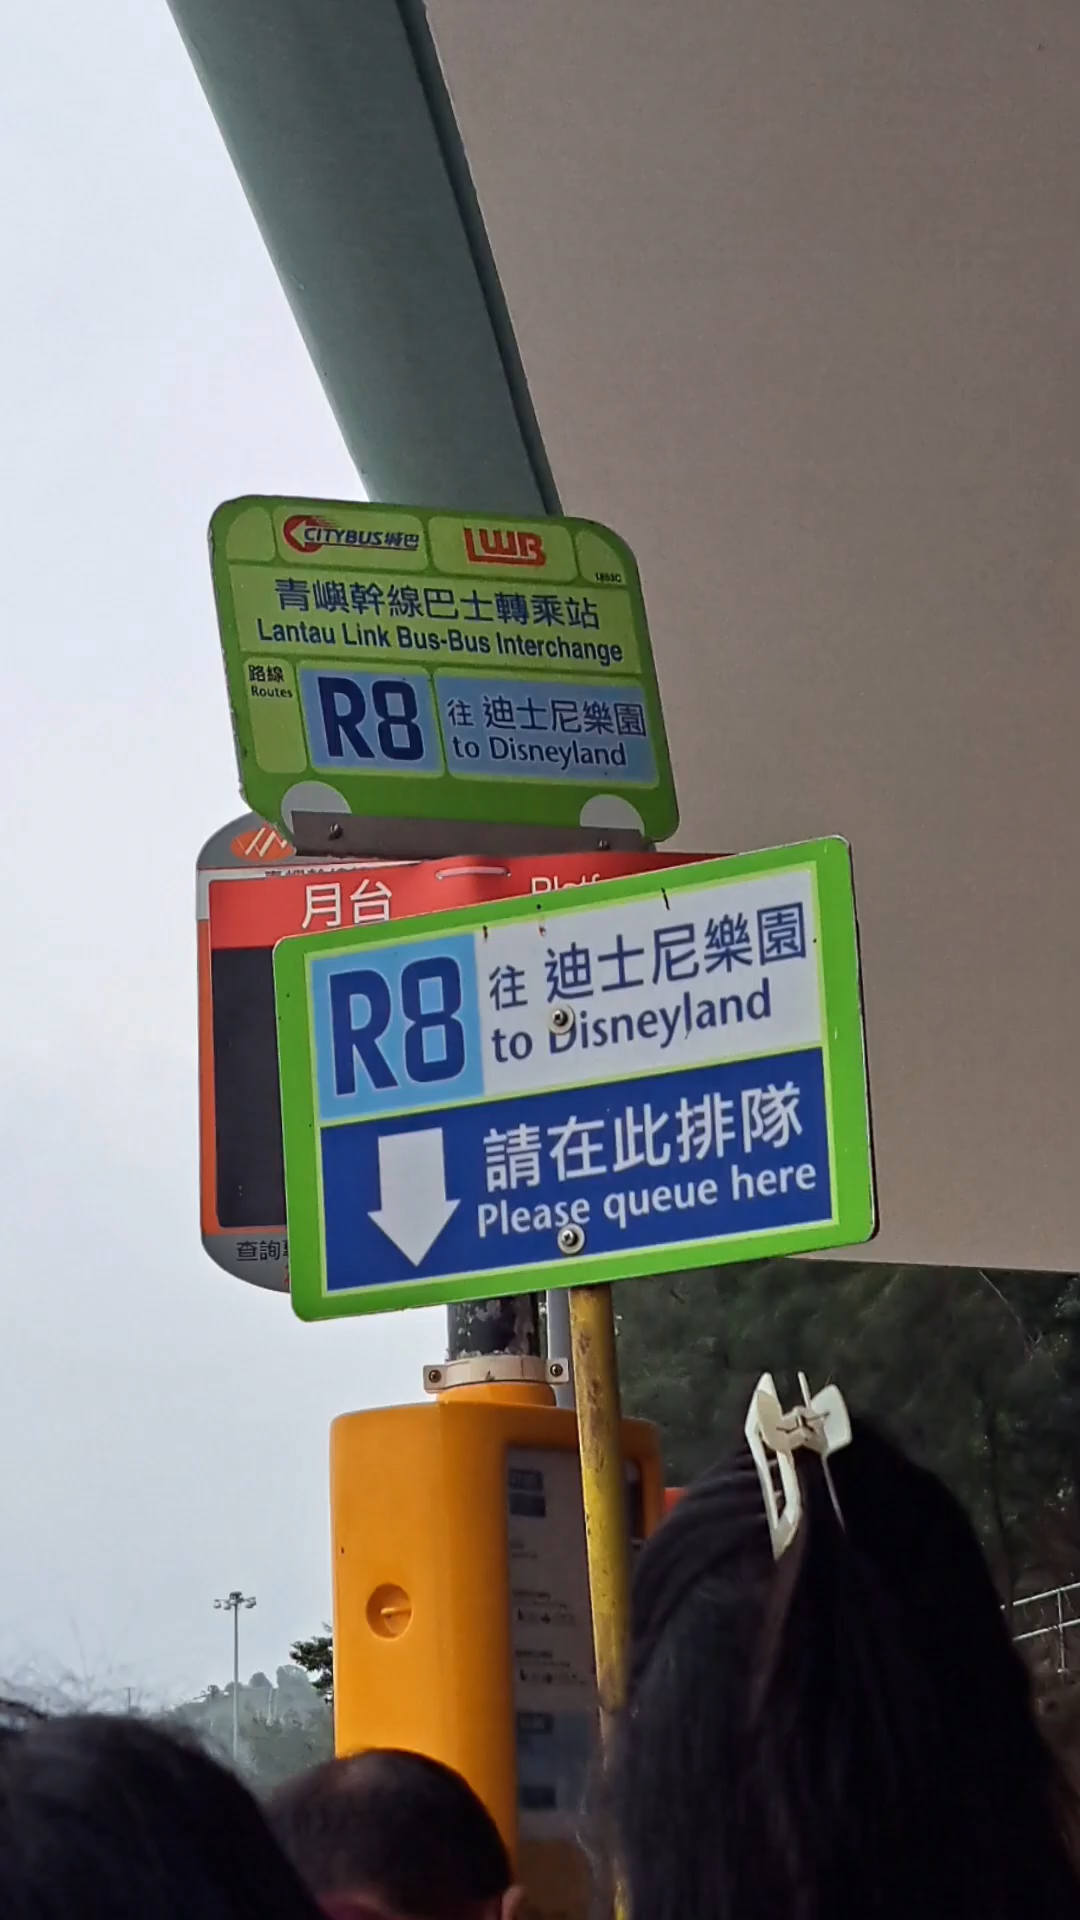 CITYBUS城巴
LWB
青嶼幹線巴士轉乘站
Lantau Link Bus-Bus Interchange
路線
Routes
R8
往 迪士尼樂園
to Disneyland
月台
R8
往 迪士尼樂園
to Disneyland
請在此排隊
Please queue here
查詢